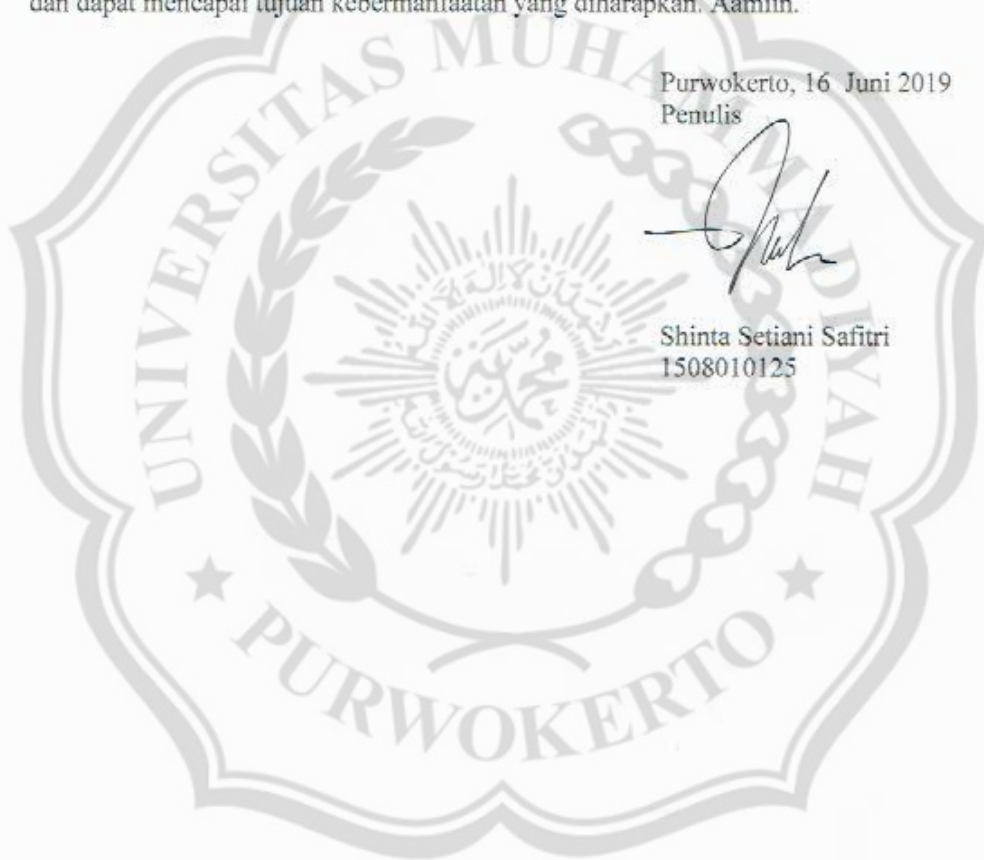 dan dapat mencapai tujuan kebermanfaatan yang diharapkan. Aamiin.
Purwokerto, 16 Juni 2019
Penulis
Shinta Setiani Safitri
1508010125
UNIVERSITAS MUHAMMADIYAH
PURWOKERTO